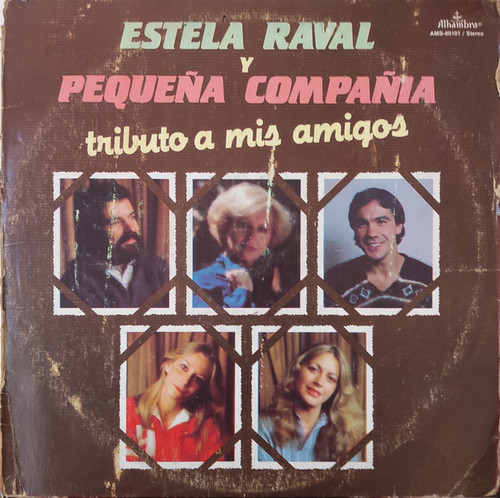 Alhambra
AMS-80101 / Stereo
ESTELA RAVAL
Y
PEQUEÑA COMPAÑIA
tributo a mis amigos